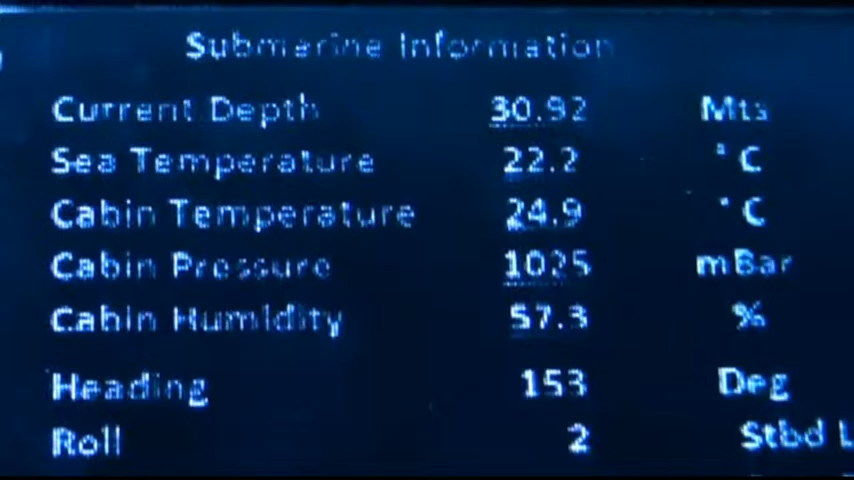 Submarine Information
Current Depth 30.92 Mts
Sea Temperature 22.2 °C
Cabin Temperature 24.9 °C
Cabin Pressure 1025 mBar
Cabin Humidity 57.3 %
Heading 153 Deg
Roll 2 Stbd L